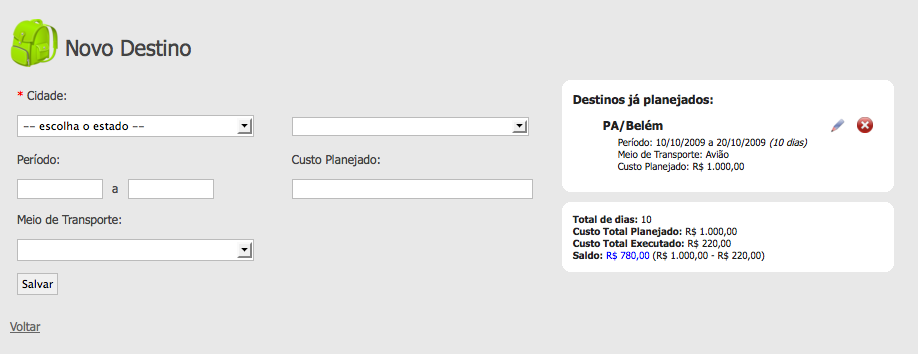 Novo Destino
* Cidade:
-- escolha o estado --
Período:
Custo Planejado:
a
Meio de Transporte:
Salvar
Voltar
Destinos já planejados:
PA/Belém
Período: 10/10/2009 a 20/10/2009 (10 dias)
Meio de Transporte: Avião
Custo Planejado: R$ 1.000,00
Total de dias: 10
Custo Total Planejado: R$ 1.000,00
Custo Total Executado: R$ 220,00
Saldo: R$ 780,00 (R$ 1.000,00 - R$ 220,00)